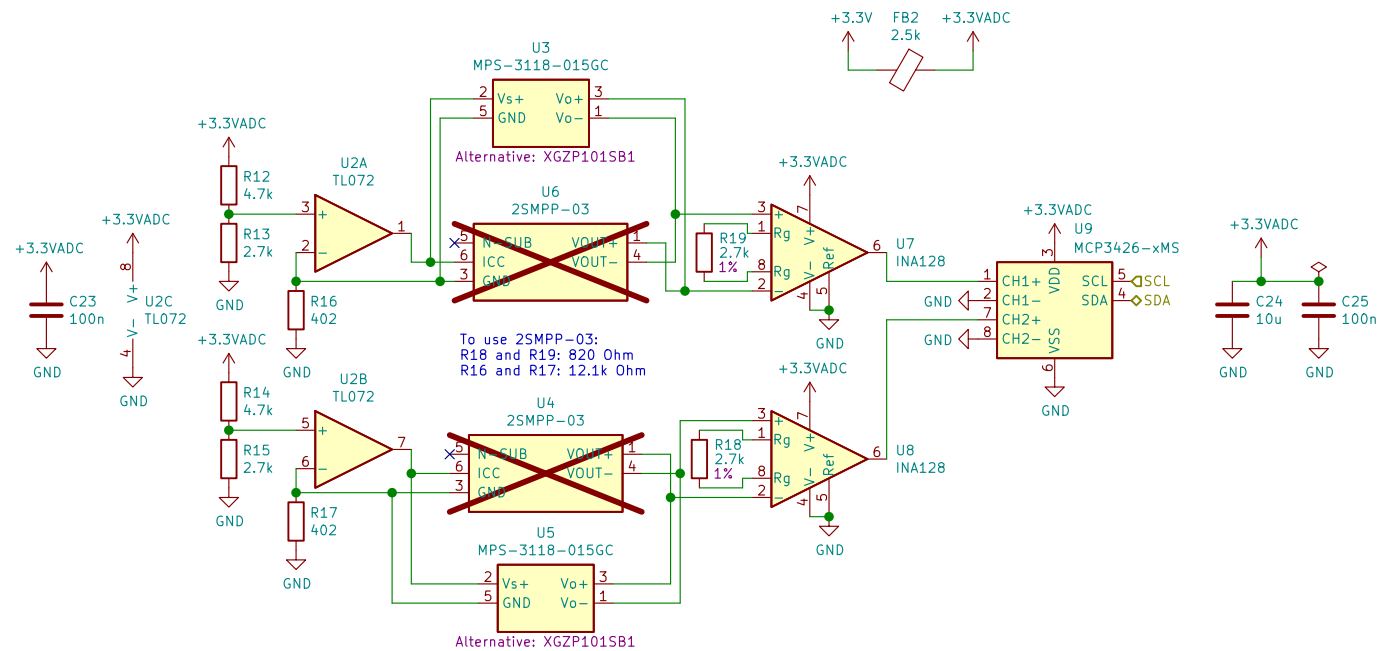 +3.3V
FB2
2.5k
+3.3VADC
U3
MPS-3118-015GC
2
Vs+
Vo+
3
5
GND
Vo-
1
Alternative: XGZP101SB1
+3.3VADC
R12
4.7k
R13
2.7k
GND
U2A
TL072
3
+
2
-
1
R16
402
GND
U6
2SMPP-03
5
N-SUB
VOUT+
1
6
ICC
VOUT-
4
3
GND
R19
2.7k
1%
+3.3VADC
3
+
7
V+
1
Rg
8
Rg
2
-
V-
4
Ref
5
6
U7
INA128
GND
+3.3VADC
U9
MCP3426-xMS
3
VDD
1
CH1+
SCL
5
SCL
GND
2
CH1-
SDA
4
SDA
7
CH2+
GND
8
CH2-
VSS
6
GND
+3.3VADC
C24
10u
GND
C25
100n
GND
+3.3VADC
C23
100n
GND
+3.3VADC
8
V+
U2C
TL072
V-
4
GND
To use 2SMPP-03:
R18 and R19: 820 Ohm
R16 and R17: 12.1k Ohm
+3.3VADC
R14
4.7k
R15
2.7k
GND
U2B
TL072
5
+
6
-
7
R17
402
GND
U4
2SMPP-03
5
N-SUB
VOUT+
1
6
ICC
VOUT-
4
3
GND
R18
2.7k
1%
+3.3VADC
3
+
7
V+
1
Rg
8
Rg
2
-
V-
4
Ref
5
6
U8
INA128
GND
U5
MPS-3118-015GC
2
Vs+
Vo+
3
5
GND
Vo-
1
Alternative: XGZP101SB1